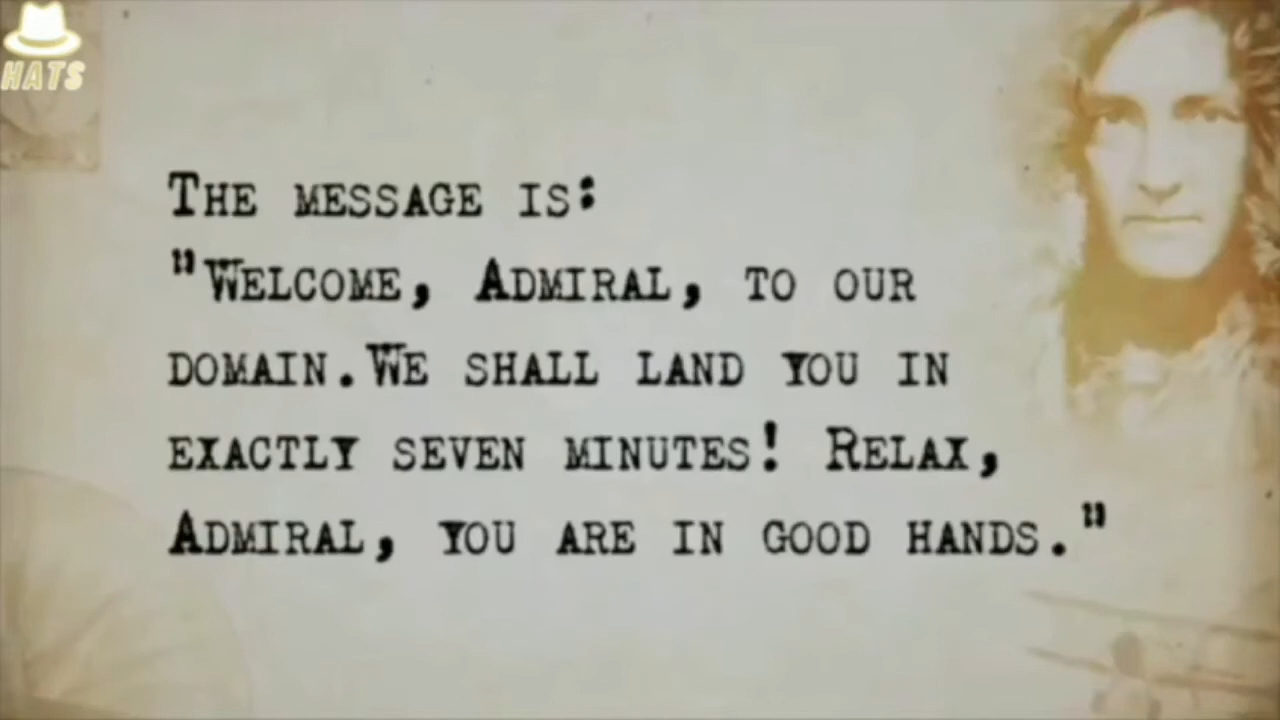 HATS
The message is:
"Welcome, Admiral, to our
domain.We shall land you in
exactly seven minutes! Relax,
Admiral, you are in good hands."